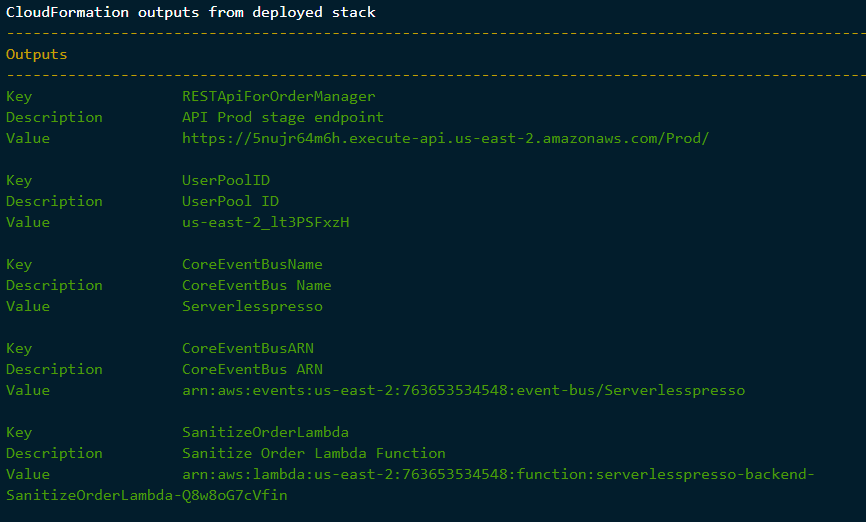 CloudFormation outputs from deployed stack
--------------------------------------------------------------------------------------------------
Outputs
--------------------------------------------------------------------------------------------------
Key RESTApiForOrderManager
Description API Prod stage endpoint
Value https://5nujr64m6h.execute-api.us-east-2.amazonaws.com/Prod/
Key UserPoolID
Description UserPool ID
Value us-east-2_lt3PSFxzH
Key CoreEventBusName
Description CoreEventBus Name
Value Serverlesspresso
Key CoreEventBusARN
Description CoreEventBus ARN
Value arn:aws:events:us-east-2:763653534548:event-bus/Serverlesspresso
Key SanitizeOrderLambda
Description Sanitize Order Lambda Function
Value arn:aws:lambda:us-east-2:763653534548:function:serverlesspresso-backend-
SanitizeOrderLambda-Q8w8oG7cVfin